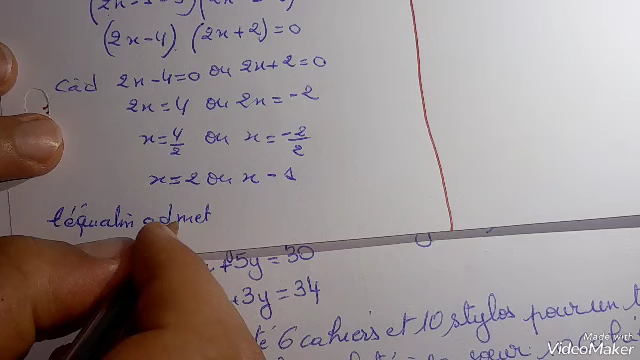 (2x-4) (2x+2)=0
Càd 2x-4=0 ou 2x+2=0
2x=4 ou 2x=-2
x=4/2 ou x=-2/2
x=2 ou x-1
l'équatin admet
+5y=30
+3y=34
té 6 cahiers et 10 stylos pour un t
Made with
VideoMaker